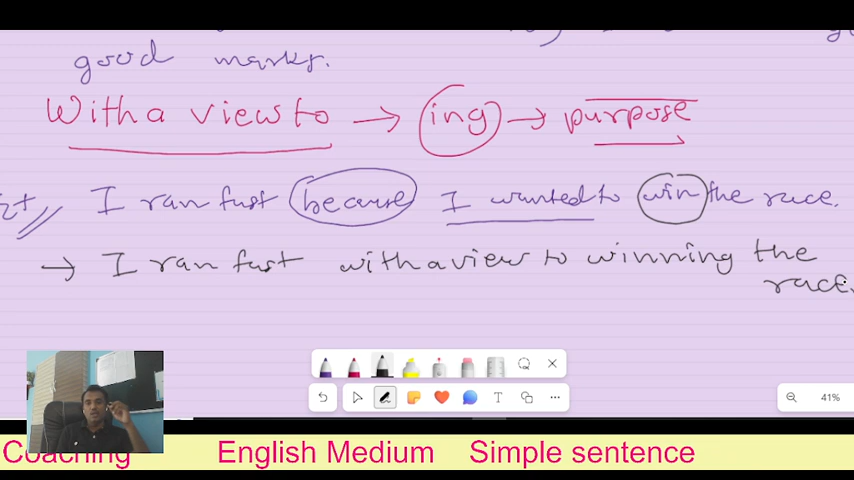 good marks.
With a view to → ing → purpose
I ran fast because I wanted to win the race.
→ I ran fast with a view to winning the
race.
T
41%
Coaching English Medium Simple sentence